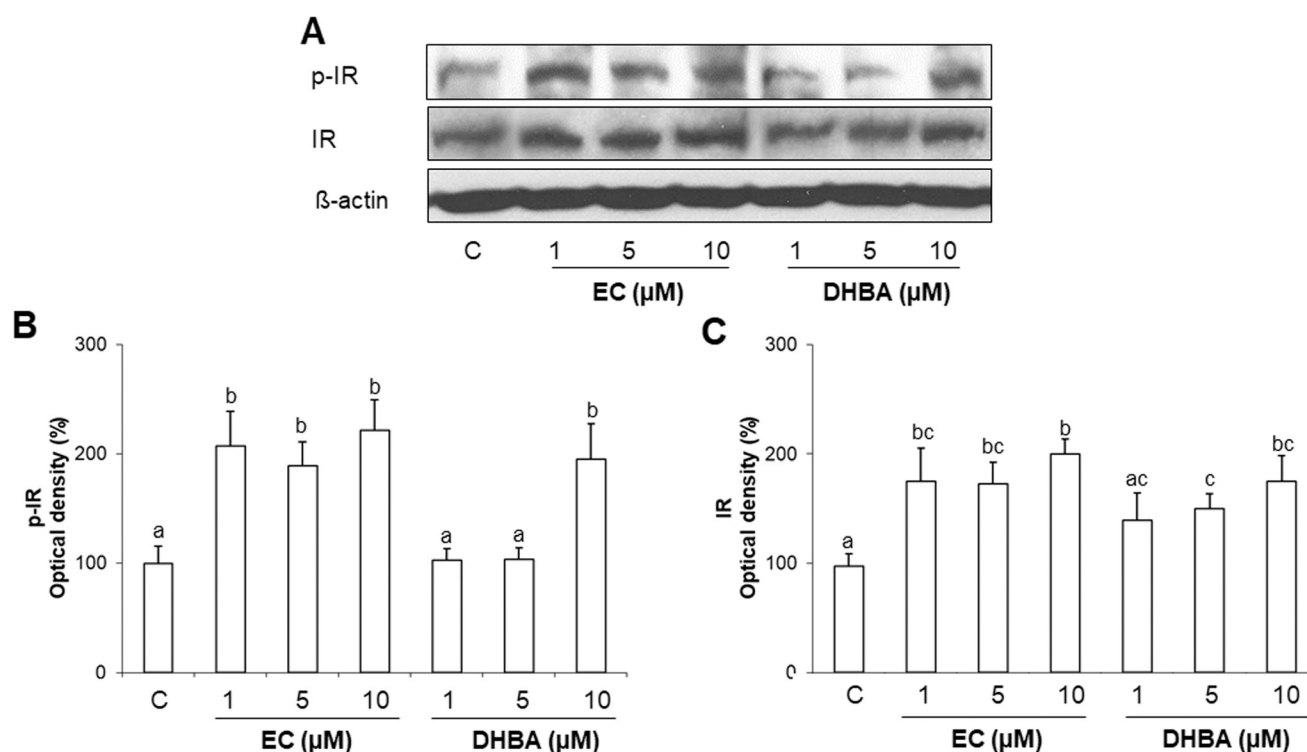 A
p-IR
IR
ß-actin
C 1 5 10 1 5 10
EC (µM) DHBA (µM)
B
p-IR
Optical density (%)
300
200
100
0
a b b b a a b
C 1 5 10 1 5 10
EC (µM) DHBA (µM)
C
IR
Optical density (%)
300
200
100
0
a bc bc b ac c bc
C 1 5 10 1 5 10
EC (µM) DHBA (µM)